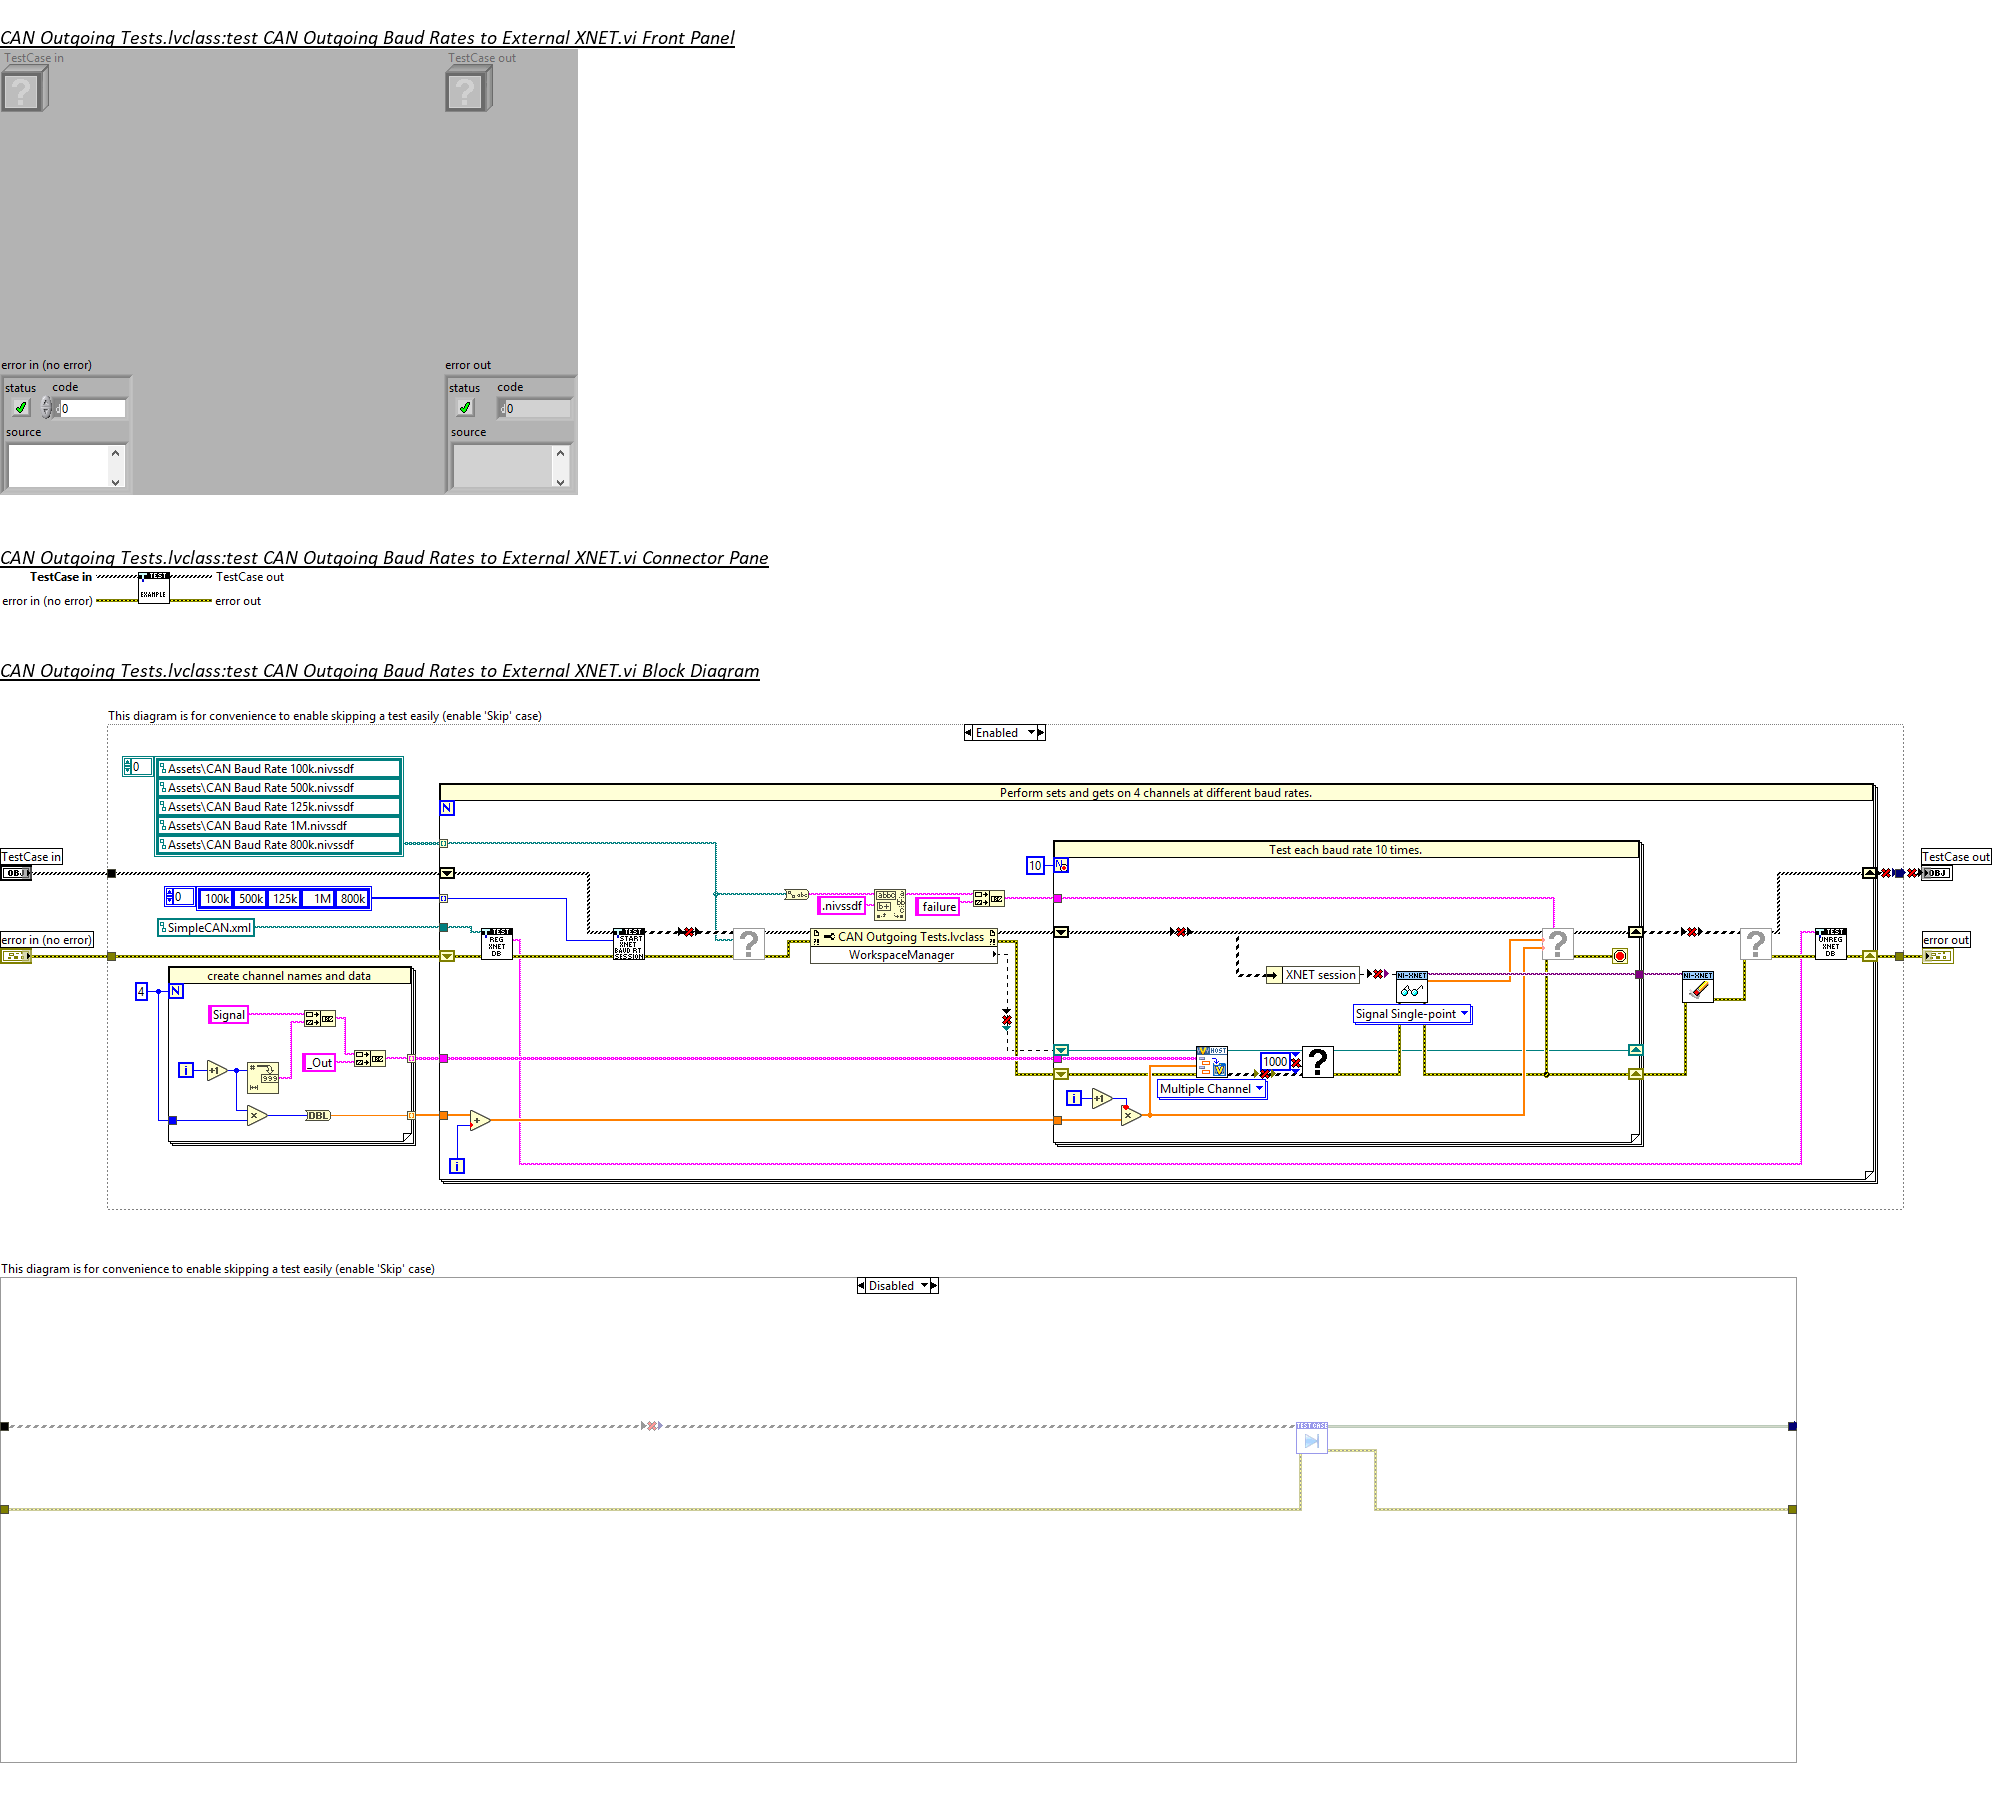 CAN Outgoing Tests.lvclass:test CAN Outgoing Baud Rates to External XNET.vi Front Panel
TestCase in
TestCase out
error in (no error)
status
code
0
source
error out
status
code
0
source
CAN Outgoing Tests.lvclass:test CAN Outgoing Baud Rates to External XNET.vi Connector Pane
TestCase in
TEST
EXAMPLE
TestCase out
error in (no error)
error out
CAN Outgoing Tests.lvclass:test CAN Outgoing Baud Rates to External XNET.vi Block Diagram
This diagram is for convenience to enable skipping a test easily (enable 'Skip' case)
Enabled
0
Assets\CAN Baud Rate 100k.nivssdf
Assets\CAN Baud Rate 500k.nivssdf
Assets\CAN Baud Rate 125k.nivssdf
Assets\CAN Baud Rate 1M.nivssdf
Assets\CAN Baud Rate 800k.nivssdf
Perform sets and gets on 4 channels at different baud rates.
N
Test each baud rate 10 times.
10
TestCase in
OBJ
TestCase out
OBJ
0
100k 500k 125k 1M 800k
.nivssdf
failure
SimpleCAN.xml
error in (no error)
error out
TEST
REG
XNET
DB
TEST
START
XNET
BAUD RT
SESSION
?
CAN Outgoing Tests.lvclass
WorkspaceManager
?
?
TEST
UNREG
XNET
DB
create channel names and data
4
N
XNET session
NI-XNET
NI-XNET
Signal
Signal Single-point
_Out
HOST
1000
?
i
+1
Multiple Channel
i
+1
DBL
i
This diagram is for convenience to enable skipping a test easily (enable 'Skip' case)
Disabled
TESTCASE